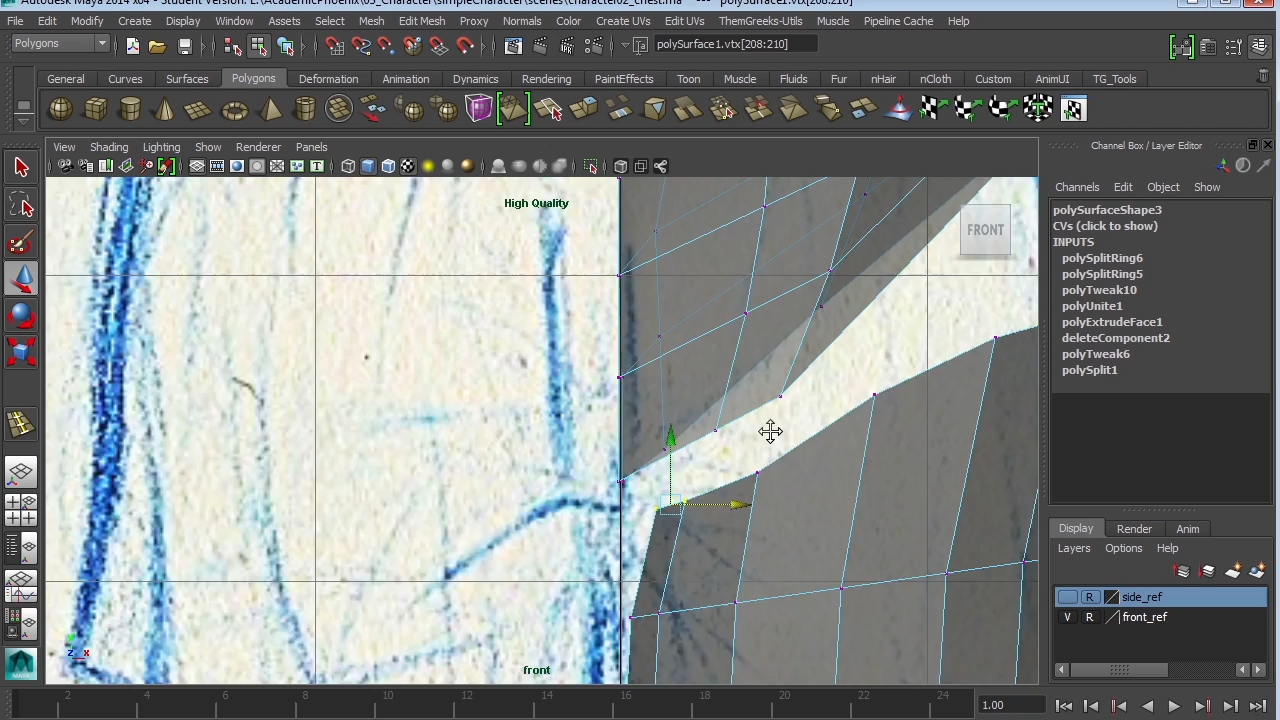 Autodesk Maya 2014 x64 - Student Version: E:\AcademicPhoenix\05_Character\simpleCharacter\scenes\character02_chest.ma* --- polySurface1.vtx[208:210]
File Edit Modify Create Display Window Assets Select Mesh Edit Mesh Proxy Normals Color Create UVs Edit UVs ThemGreeks-Utils Muscle Pipeline Cache Help
Polygons polySurface1.vtx[208:210]
General Curves Surfaces Polygons Deformation Animation Dynamics Rendering PaintEffects Toon Muscle Fluids Fur nHair nCloth Custom AnimUI TG_Tools
View Shading Lighting Show Renderer Panels
Channel Box / Layer Editor
Channels Edit Object Show
High Quality
FRONT
polySurfaceShape3
CVs (click to show)
INPUTS
polySplitRing6
polySplitRing5
polyTweak10
polyUnite1
polyExtrudeFace1
deleteComponent2
polyTweak6
polySplit1
Display Render Anim
Layers Options Help
R side_ref
V R front_ref
y
z x
front
2 4 6 8 10 12 14 16 18 20 22 24
1.00